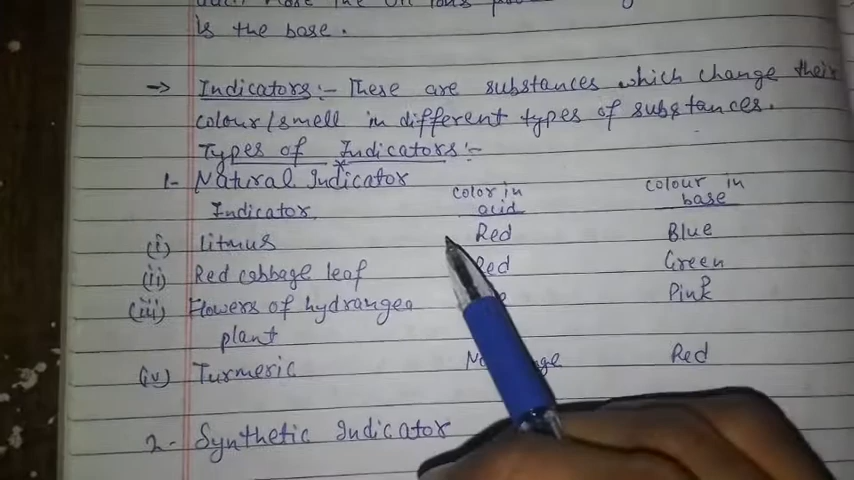 is the base.
→ Indicators:- These are substances which change their
colour/smell in different types of substances.
Types of Indicators:-
1- Natural Indicator
Indicator color in acid colour in base
(i) litmus Red Blue
(ii) Red cabbage leaf Red Green
(iii) Flowers of hydrangea Pink
plant
(iv) Turmeric Red
2- Synthetic Indicator